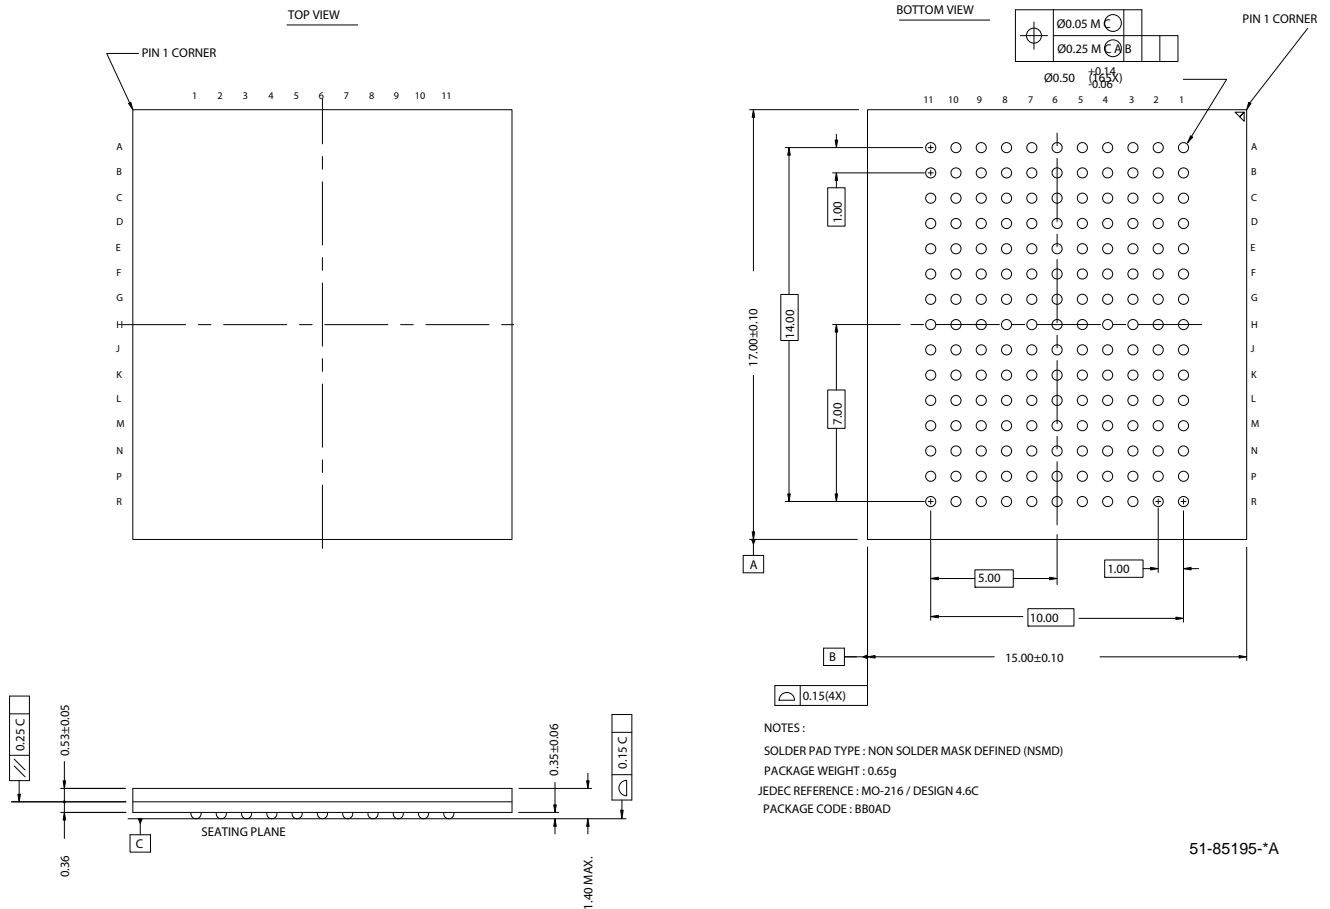 TOP VIEW
PIN 1 CORNER
1 2 3 4 5 6 7 8 9 10 11
A
B
C
D
E
F
G
H
J
K
L
M
N
P
R
BOTTOM VIEW
Ø0.05 M C
Ø0.25 M C A B
+0.14
Ø0.50 (165X)
-0.06
PIN 1 CORNER
11 10 9 8 7 6 5 4 3 2 1
A
B
C
D
E
F
G
H
J
K
L
M
N
P
R
1.00
14.00
17.00±0.10
7.00
A
5.00
1.00
10.00
B
15.00±0.10
0.15(4X)
0.25 C
0.53±0.05
0.36
C
SEATING PLANE
0.35±0.06
0.15 C
1.40 MAX.
NOTES :
SOLDER PAD TYPE : NON SOLDER MASK DEFINED (NSMD)
PACKAGE WEIGHT : 0.65g
JEDEC REFERENCE : MO-216 / DESIGN 4.6C
PACKAGE CODE : BB0AD
51-85195-*A